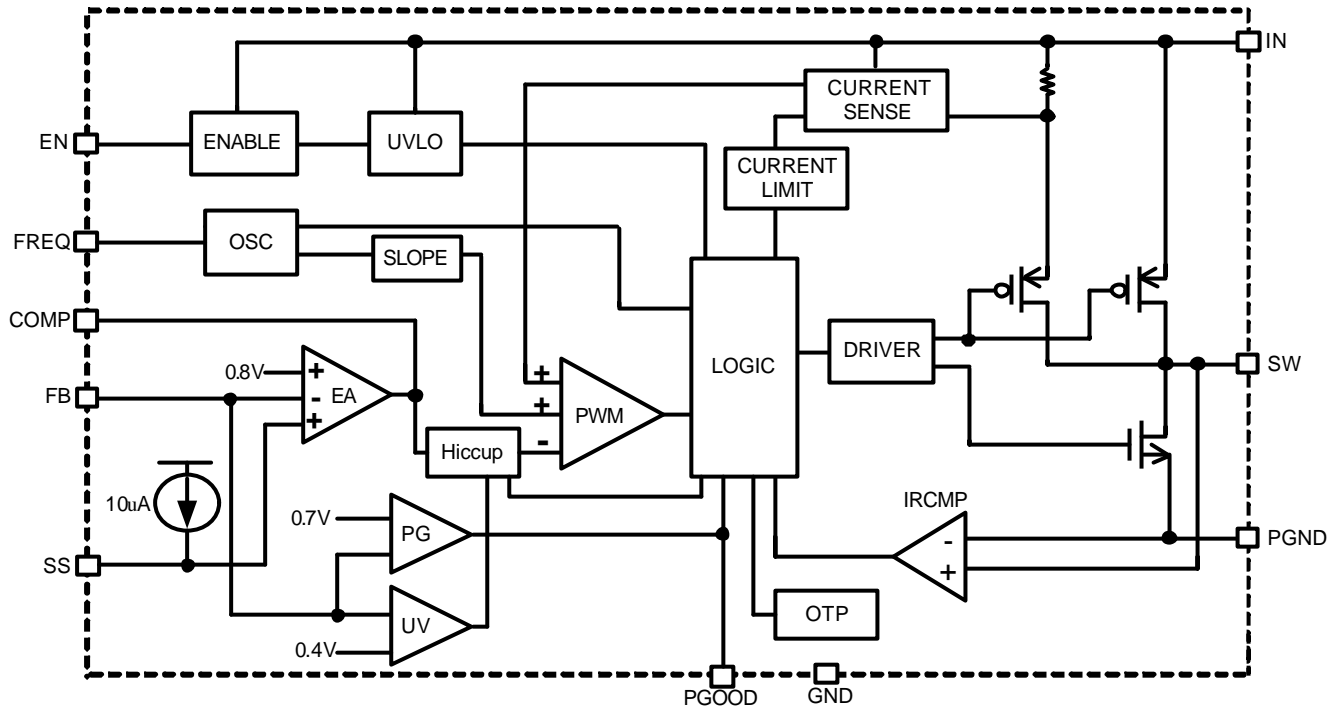 IN
EN
ENABLE
UVLO
CURRENT
SENSE
CURRENT
LIMIT
FREQ
OSC
SLOPE
COMP
LOGIC
DRIVER
SW
0.8V
+
-
+
EA
FB
+
+
-
PWM
Hiccup
10uA
0.7V
PG
IRCMP
-
+
PGND
SS
UV
0.4V
OTP
PGOOD
GND